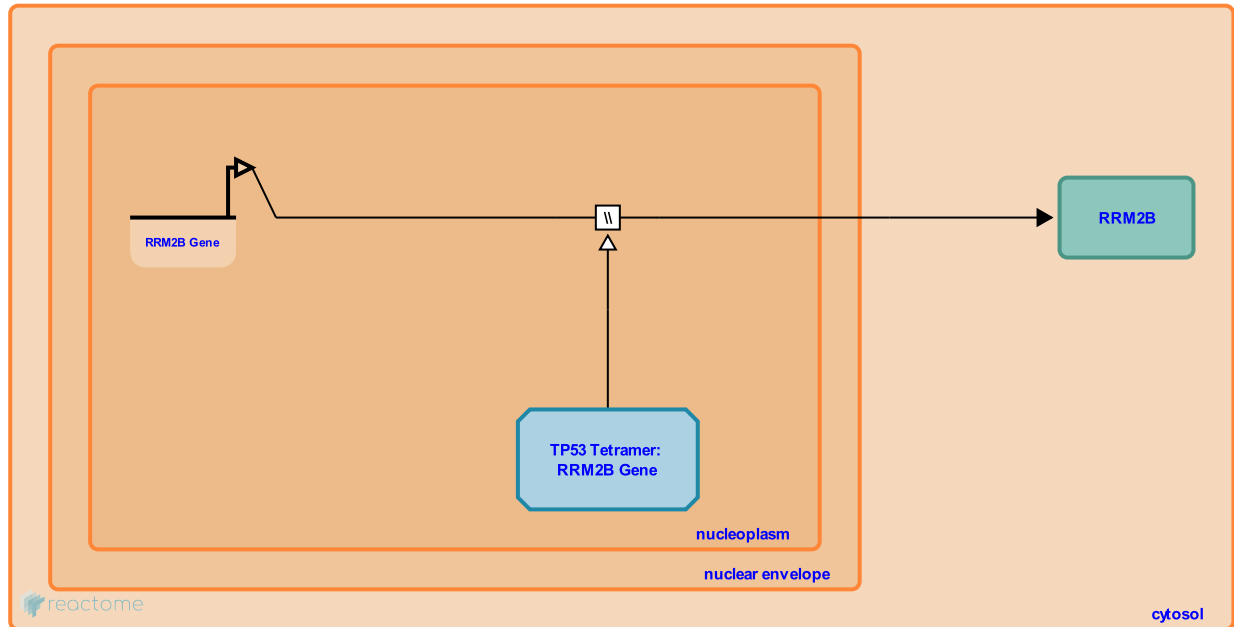 RRM2B Gene
\\
RRM2B
TP53 Tetramer:
RRM2B Gene
nucleoplasm
nuclear envelope
reactome
cytosol